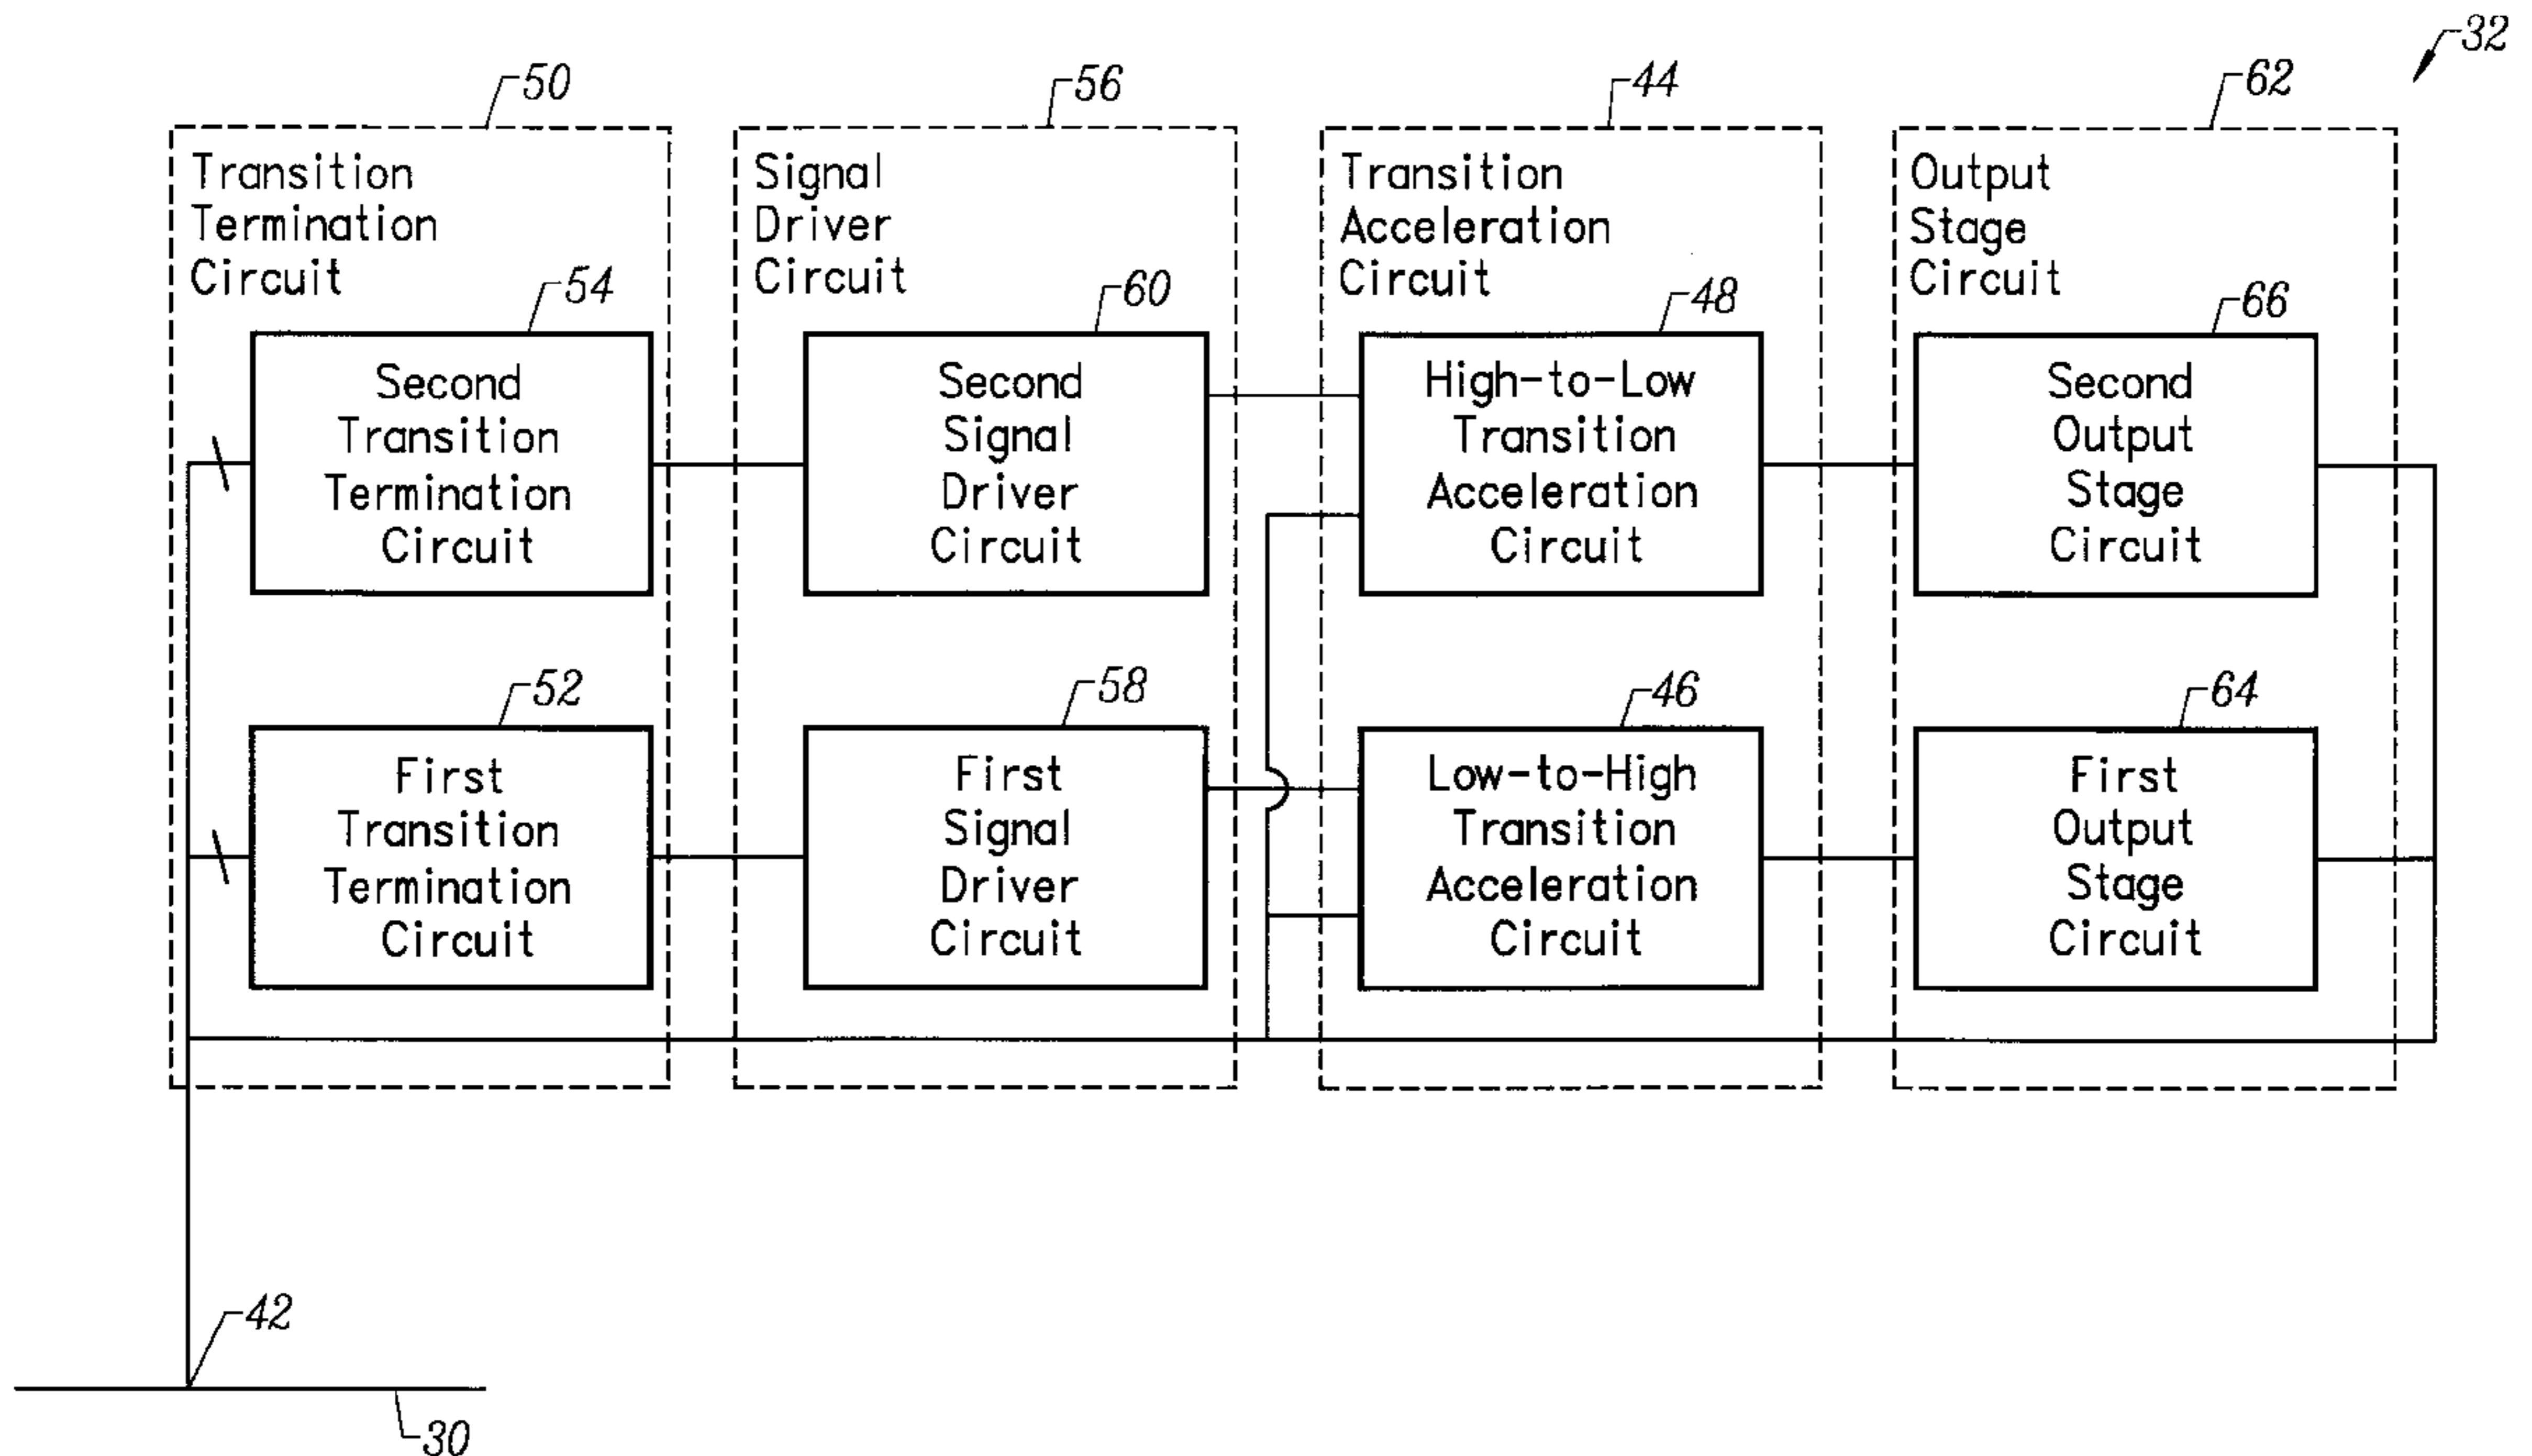 32
50
56
44
62
Transition
Termination
Circuit
Signal
Driver
Circuit
Transition
Acceleration
Circuit
Output
Stage
Circuit
54
60
48
66
Second
Transition
Termination
Circuit
Second
Signal
Driver
Circuit
High-to-Low
Transition
Acceleration
Circuit
Second
Output
Stage
Circuit
52
58
46
64
First
Transition
Termination
Circuit
First
Signal
Driver
Circuit
Low-to-High
Transition
Acceleration
Circuit
First
Output
Stage
Circuit
42
30